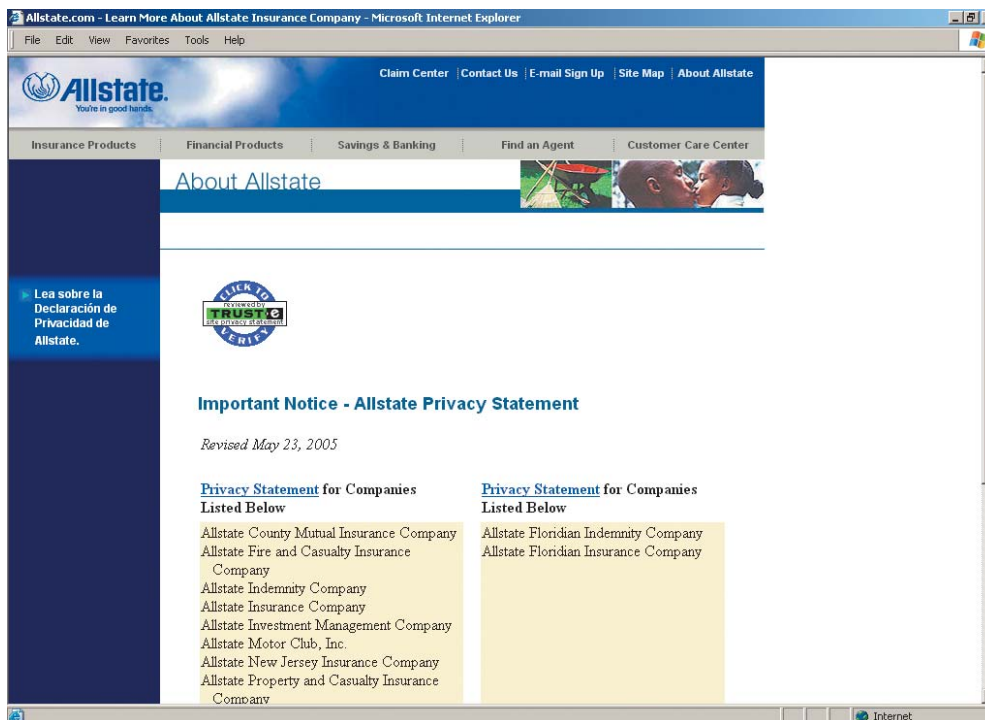 Allstate.com - Learn More About Allstate Insurance Company - Microsoft Internet Explorer
File Edit View Favorites Tools Help
Allstate.
You're in good hands.
Claim Center | Contact Us | E-mail Sign Up | Site Map | About Allstate
Insurance Products
Financial Products
Savings & Banking
Find an Agent
Customer Care Center
About Allstate
Lea sobre la
Declaración de
Privacidad de
Allstate.
CLICK TO
reviewed by
TRUSTe
site privacy statement
VERIFY
Important Notice - Allstate Privacy Statement
Revised May 23, 2005
Privacy Statement for Companies
Listed Below
Allstate County Mutual Insurance Company
Allstate Fire and Casualty Insurance
Company
Allstate Indemnity Company
Allstate Insurance Company
Allstate Investment Management Company
Allstate Motor Club, Inc.
Allstate New Jersey Insurance Company
Allstate Property and Casualty Insurance
Company
Privacy Statement for Companies
Listed Below
Allstate Floridian Indemnity Company
Allstate Floridian Insurance Company
Internet